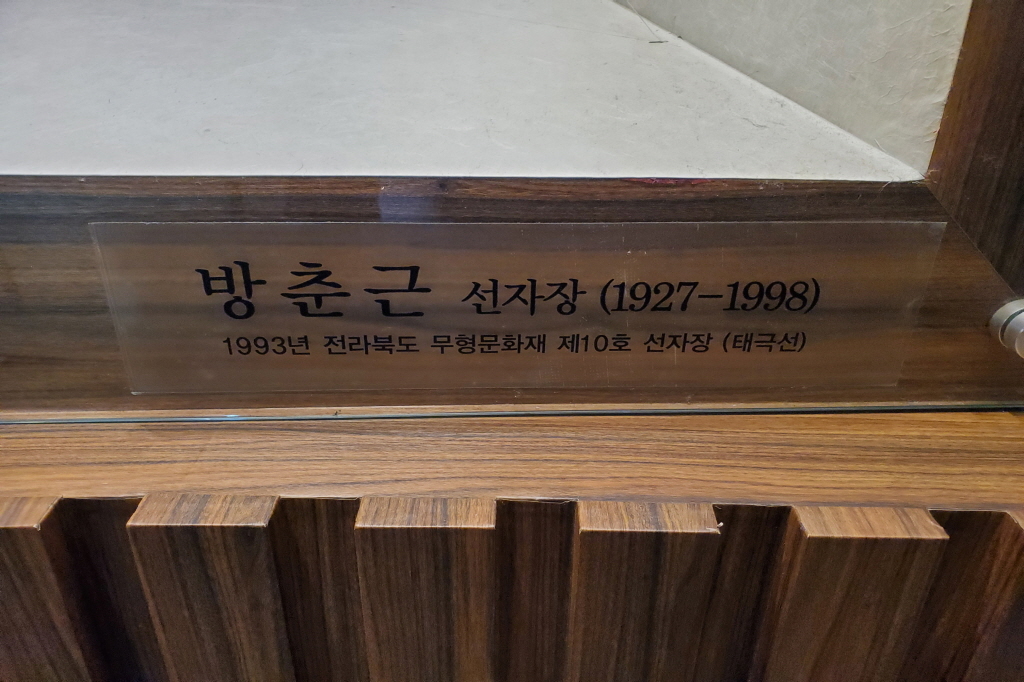 방춘근 선자장 (1927-1998)
1993년 전라북도 무형문화재 제10호 선자장 (태극선)